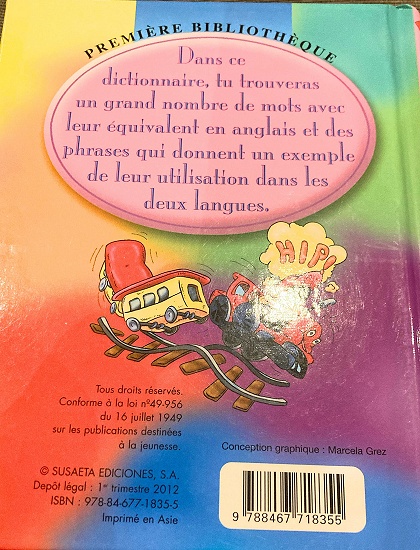 PREMIÈRE BIBLIOTHÈQUE
Dans ce
dictionnaire, tu trouveras
un grand nombre de mots avec
leur équivalent en anglais et des
phrases qui donnent un exemple
de leur utilisation dans les
deux langues.
HIP!
Tous droits réservés.
Conforme à la loi nº49-956
du 16 juillet 1949
sur les publications destinées
à la jeunesse.
Conception graphique : Marcela Grez
© SUSAETA EDICIONES, S.A.
Depôt légal : 1er trimestre 2012
ISBN : 978-84-677-1835-5
Imprimé en Asie
9 788467 718355